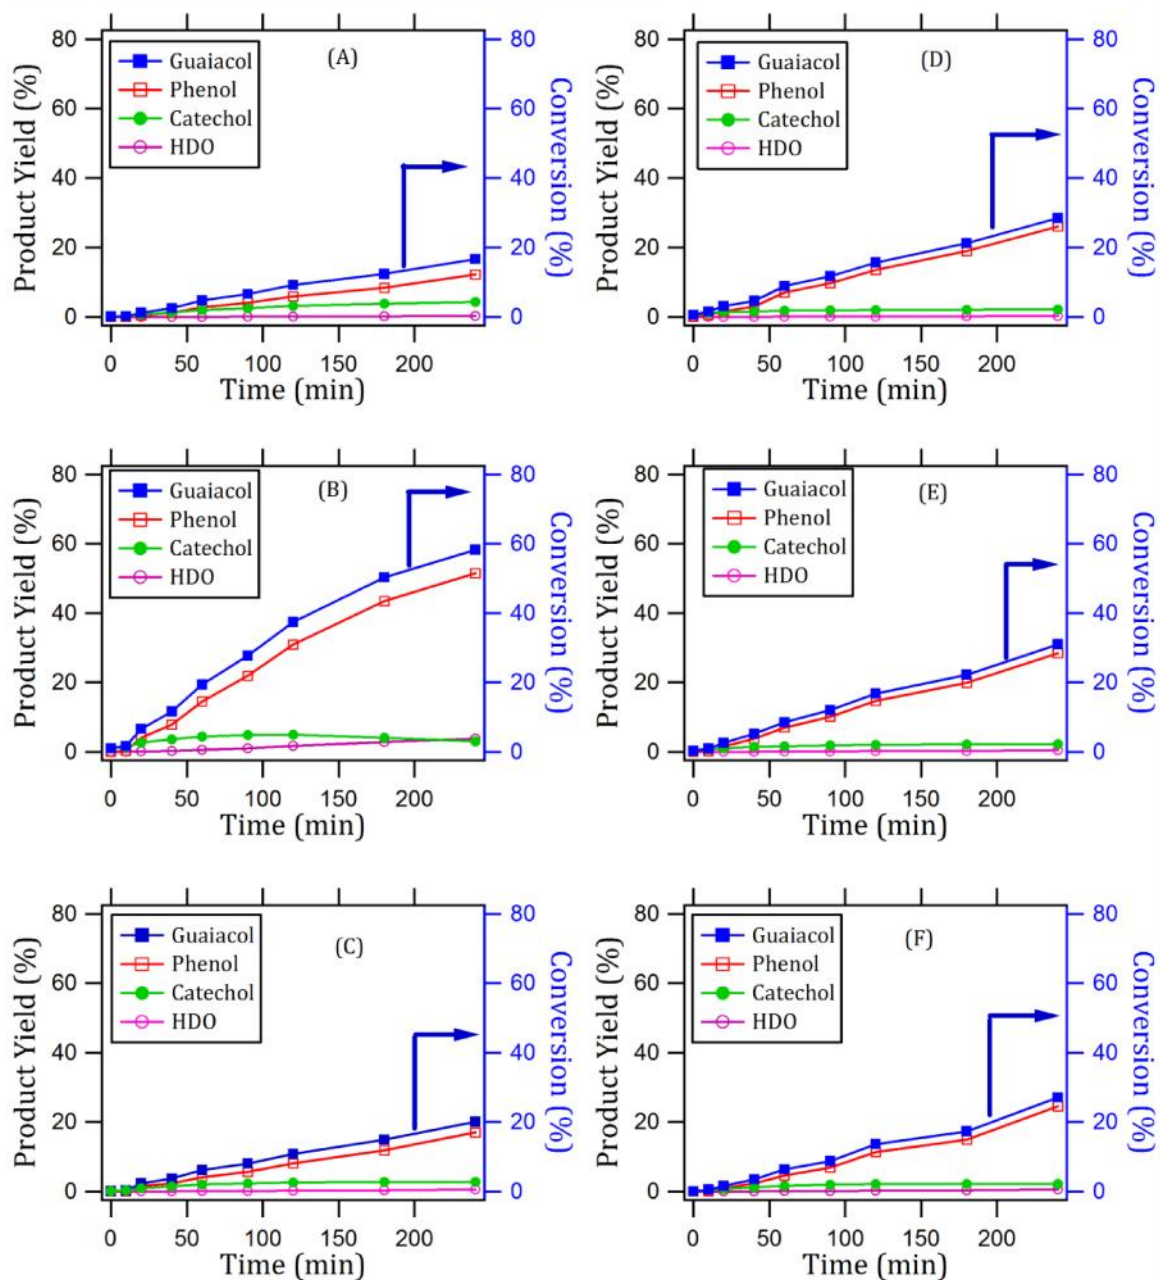 (A)
Guaiacol
Phenol
Catechol
HDO
80
60
40
20
0
Product Yield (%)
80
60
40
20
0
Conversion (%)
0 50 100 150 200
Time (min)
(D)
Guaiacol
Phenol
Catechol
HDO
80
60
40
20
0
Product Yield (%)
80
60
40
20
0
Conversion (%)
0 50 100 150 200
Time (min)
(B)
Guaiacol
Phenol
Catechol
HDO
80
60
40
20
0
Product Yield (%)
80
60
40
20
0
Conversion (%)
0 50 100 150 200
Time (min)
(E)
Guaiacol
Phenol
Catechol
HDO
80
60
40
20
0
Product Yield (%)
80
60
40
20
0
Conversion (%)
0 50 100 150 200
Time (min)
(C)
Guaiacol
Phenol
Catechol
HDO
80
60
40
20
0
Product Yield (%)
80
60
40
20
0
Conversion (%)
0 50 100 150 200
Time (min)
(F)
Guaiacol
Phenol
Catechol
HDO
80
60
40
20
0
Product Yield (%)
80
60
40
20
0
Conversion (%)
0 50 100 150 200
Time (min)